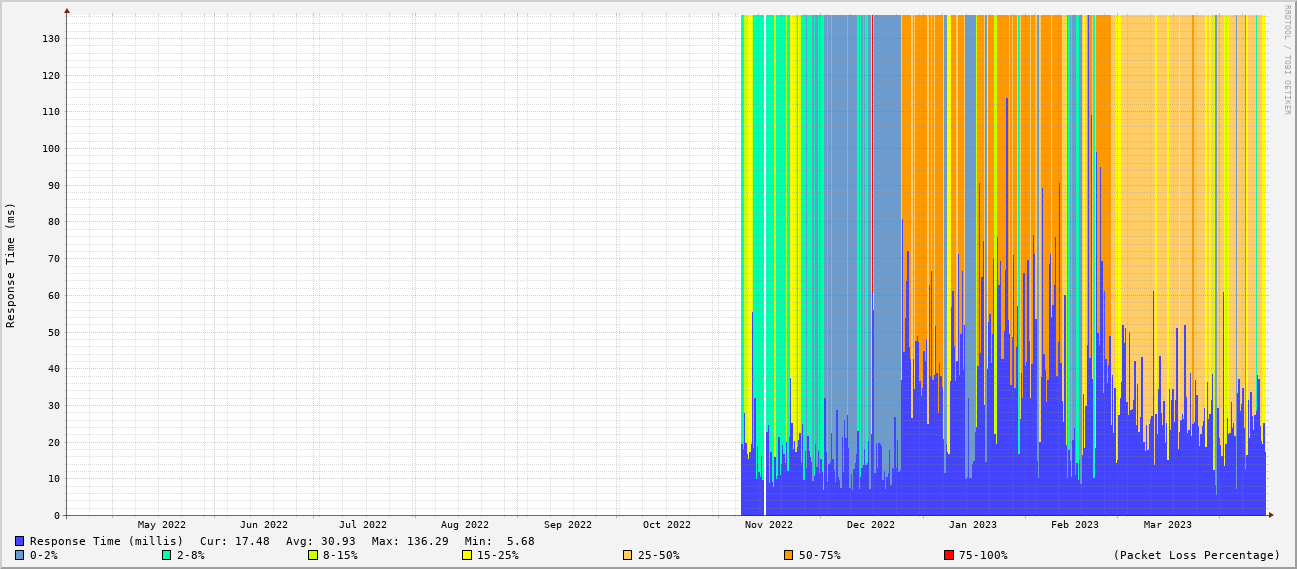 RRDTOOL / TOBI OETIKER
Response Time (ms)
130
120
110
100
90
80
70
60
50
40
30
20
10
0
May 2022 Jun 2022 Jul 2022 Aug 2022 Sep 2022 Oct 2022 Nov 2022 Dec 2022 Jan 2023 Feb 2023 Mar 2023
Response Time (millis) Cur: 17.48 Avg: 30.93 Max: 136.29 Min: 5.68
0-2% 2-8% 8-15% 15-25% 25-50% 50-75% 75-100% (Packet Loss Percentage)